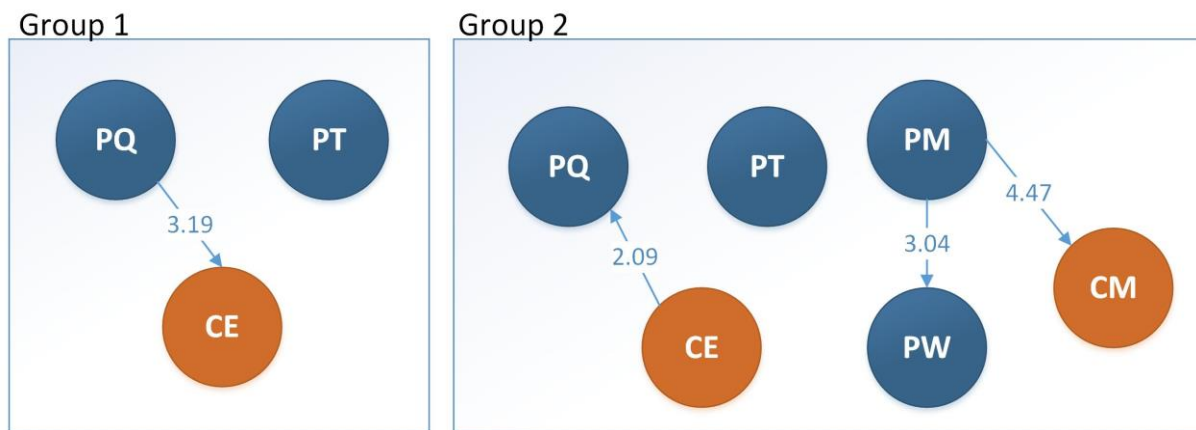 Group 1
PQ
PT
3.19
CE
Group 2
PQ
PT
PM
4.47
2.09
3.04
CM
CE
PW